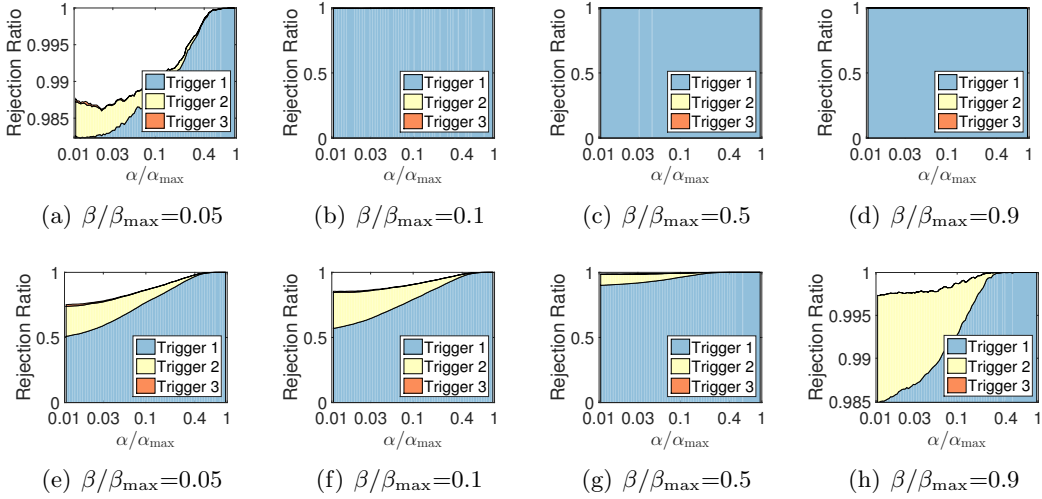 Rejection Ratio
1
0.995
0.99
0.985
Trigger 1
Trigger 2
Trigger 3
0.01 0.03 0.1 0.4 1
α/αmax
(a) β/βmax=0.05
Rejection Ratio
1
0.5
0
Trigger 1
Trigger 2
Trigger 3
0.01 0.03 0.1 0.4 1
α/αmax
(b) β/βmax=0.1
Rejection Ratio
1
0.5
0
Trigger 1
Trigger 2
Trigger 3
0.01 0.03 0.1 0.4 1
α/αmax
(c) β/βmax=0.5
Rejection Ratio
1
0.5
0
Trigger 1
Trigger 2
Trigger 3
0.01 0.03 0.1 0.4 1
α/αmax
(d) β/βmax=0.9
Rejection Ratio
1
0.5
0
Trigger 1
Trigger 2
Trigger 3
0.01 0.03 0.1 0.4 1
α/αmax
(e) β/βmax=0.05
Rejection Ratio
1
0.5
0
Trigger 1
Trigger 2
Trigger 3
0.01 0.03 0.1 0.4 1
α/αmax
(f) β/βmax=0.1
Rejection Ratio
1
0.5
0
Trigger 1
Trigger 2
Trigger 3
0.01 0.03 0.1 0.4 1
α/αmax
(g) β/βmax=0.5
Rejection Ratio
1
0.995
0.99
0.985
Trigger 1
Trigger 2
Trigger 3
0.01 0.03 0.1 0.4 1
α/αmax
(h) β/βmax=0.9